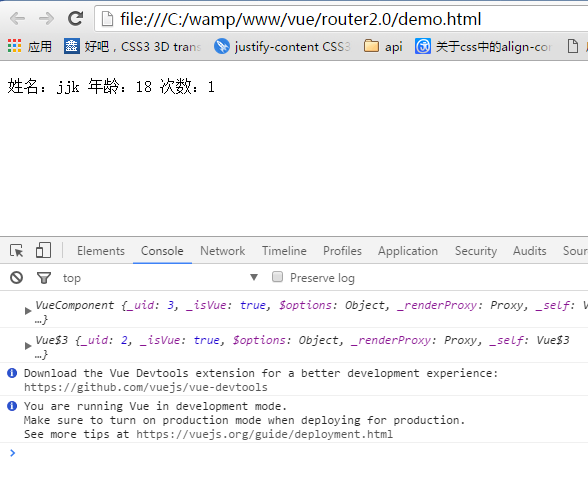 file:///C:/wamp/www/vue/router2.0/demo.html
应用 鑫 好吧，CSS3 3D tran justify-content CSS3 api 关于css中的align-con
姓名：jjk 年龄：18 次数：1
Elements Console Network Timeline Profiles Application Security Audits Sour
top Preserve log
VueComponent {_uid: 3, _isVue: true, $options: Object, _renderProxy: Proxy, _self: V
…}
Vue$3 {_uid: 2, _isVue: true, $options: Object, _renderProxy: Proxy, _self: Vue$3
…}
Download the Vue Devtools extension for a better development experience:
https://github.com/vuejs/vue-devtools
You are running Vue in development mode.
Make sure to turn on production mode when deploying for production.
See more tips at https://vuejs.org/guide/deployment.html